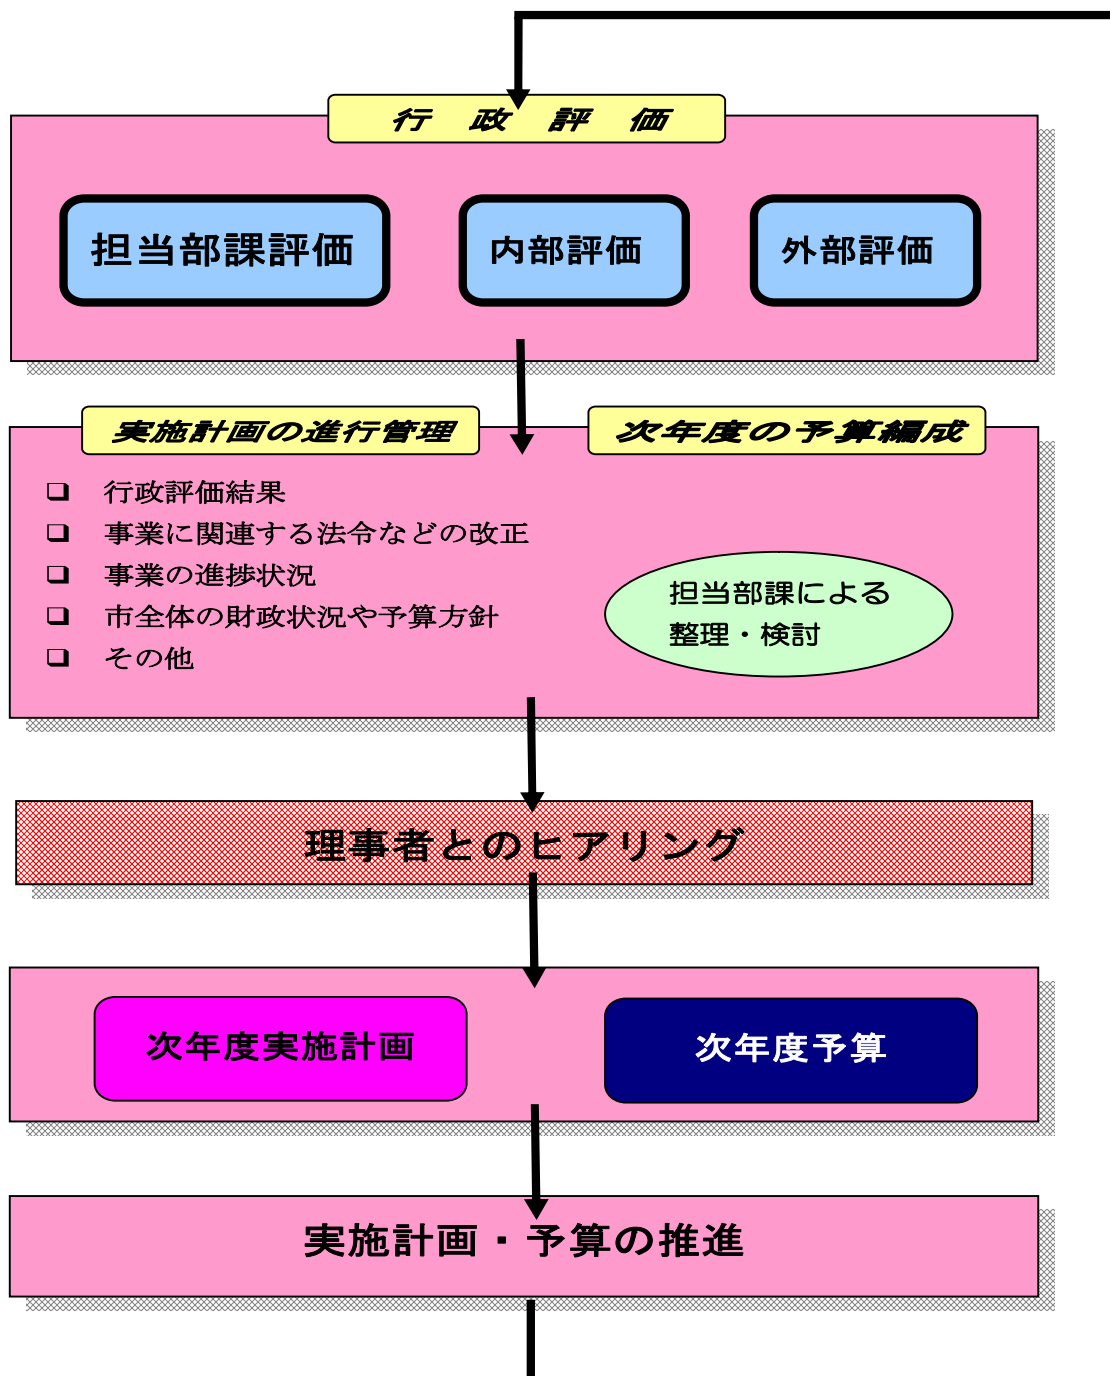 行　政　評　価
担当部課評価
内部評価
外部評価
実施計画の進行管理
次年度の予算編成
❏ 行政評価結果
❏ 事業に関連する法令などの改正
❏ 事業の進捗状況
❏ 市全体の財政状況や予算方針
❏ その他
担当部課による
整理・検討
理事者とのヒアリング
次年度実施計画
次年度予算
実施計画・予算の推進